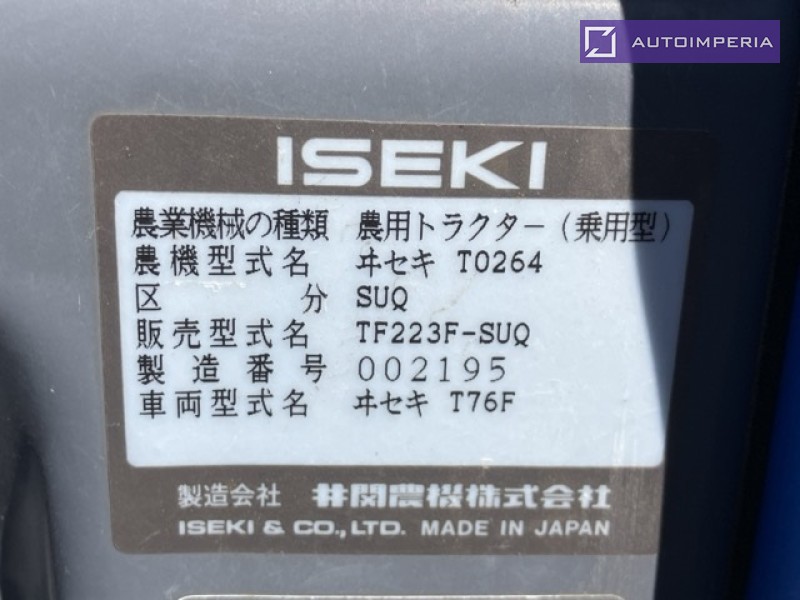 AUTOIMPERIA
ISEKI
農業機械の種類 農用トラクター(乗用型)
農機型式名 ヰセキ T0264
区分 SUQ
販売型式名 TF223F-SUQ
製造番号 002195
車両型式名 ヰセキ T76F
製造会社 井関農機株式会社
ISEKI & CO., LTD. MADE IN JAPAN